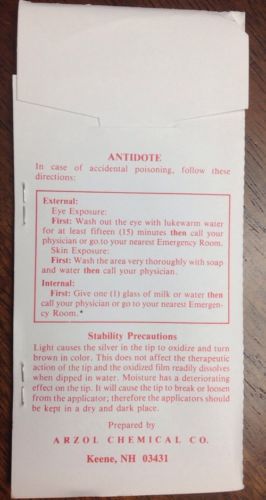 ANTIDOTE
In case of accidental poisoning, follow these
directions:
External:
Eye Exposure:
First: Wash out the eye with lukewarm water
for at least fifteen (15) minutes then call your
physician or go.to your nearest Emergency Room.
Skin Exposure:
First: Wash the area very thoroughly with soap
and water then call your physician.
Internal:
First: Give one (1) glass of milk or water then
call your physician or go to your nearest Emergen-
cy Room.*
Stability Precautions
Light causes the silver in the tip to oxidize and turn
brown in color. This does not affect the therapeutic
action of the tip and the oxidized film readily dissolves
when dipped in water. Moisture has a deteriorating
effect on the tip. It will cause the tip to break or loosen
from the applicator; therefore the applicators should
be kept in a dry and dark place.
Prepared by
ARZOL CHEMICAL CO.
Keene, NH 03431